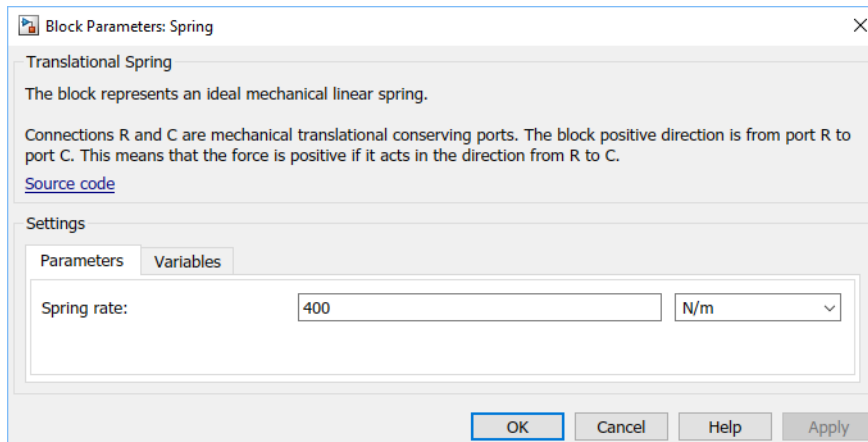 Block Parameters: Spring
Translational Spring
The block represents an ideal mechanical linear spring.
Connections R and C are mechanical translational conserving ports. The block positive direction is from port R to
port C. This means that the force is positive if it acts in the direction from R to C.
Source code
Settings
Parameters Variables
Spring rate: 400 N/m
OK Cancel Help Apply